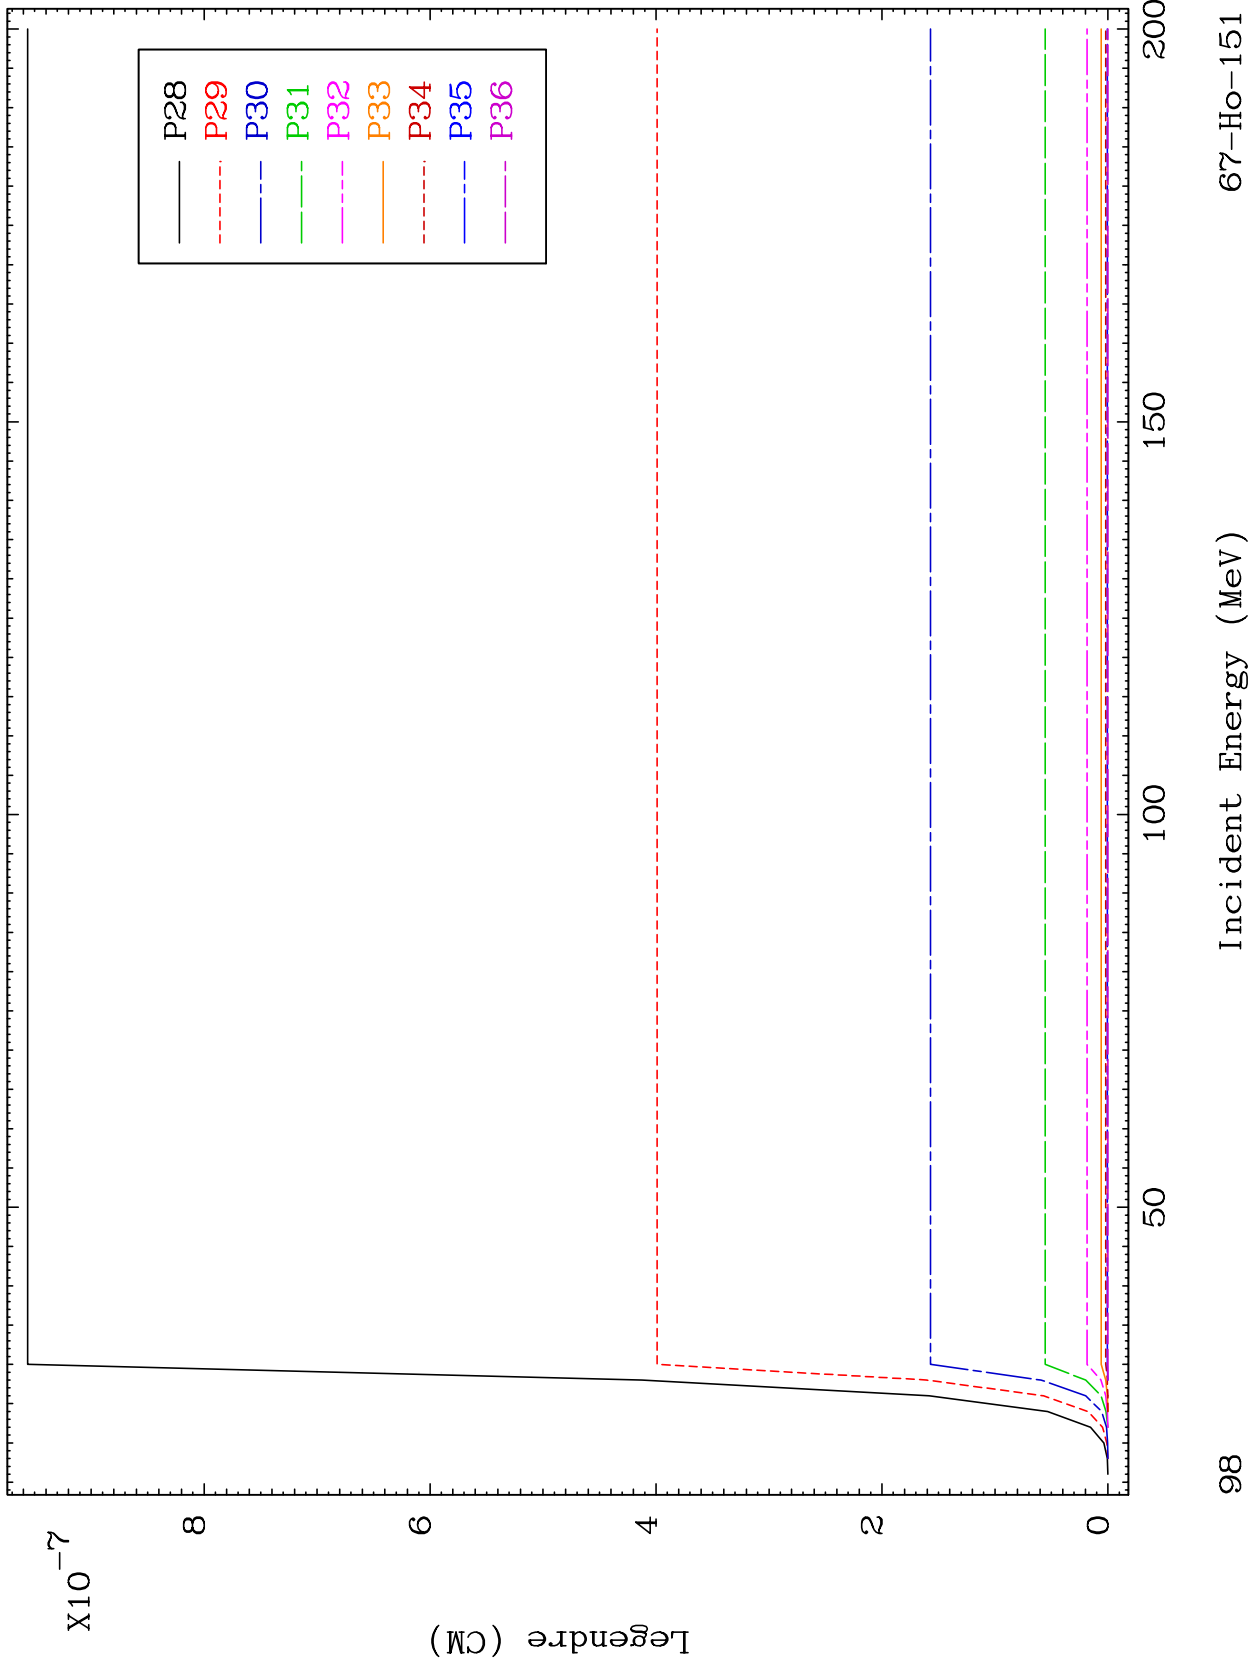 X10-7
8
6
4
2
0
Legendre (CM)
P28
P29
P30
P31
P32
P33
P34
P35
P36
50
100
150
200
Incident Energy (MeV)
98
67-Ho-151